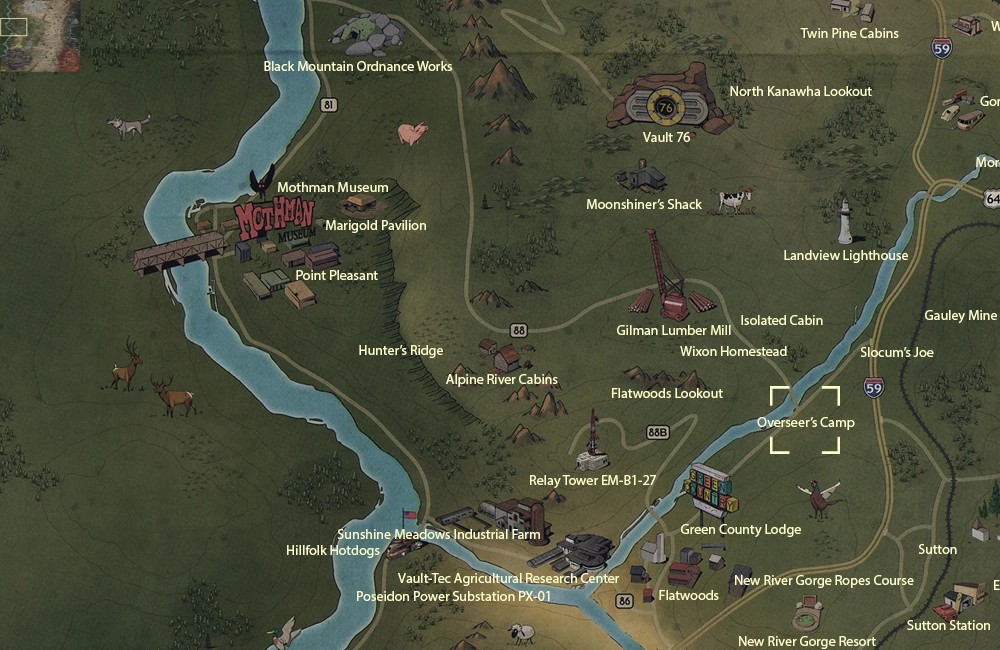 Twin Pine Cabins
59
Black Mountain Ordnance Works
North Kanawha Lookout
81
76
Vault 76
Mothman Museum
Moonshiner's Shack
64
MOTHMAN
MUSEUM
Marigold Pavilion
Landview Lighthouse
Point Pleasant
Isolated Cabin
Gauley Mine
88
Gilman Lumber Mill
Hunter's Ridge
Wixon Homestead
Slocum's Joe
Alpine River Cabins
Flatwoods Lookout
59
Overseer's Camp
88B
Relay Tower EM-B1-27
GREEN
COUNTRY
Green County Lodge
Sunshine Meadows Industrial Farm
Hillfolk Hotdogs
Sutton
Vault-Tec Agricultural Research Center
New River Gorge Ropes Course
Poseidon Power Substation PX-01
86
Flatwoods
Sutton Station
New River Gorge Resort